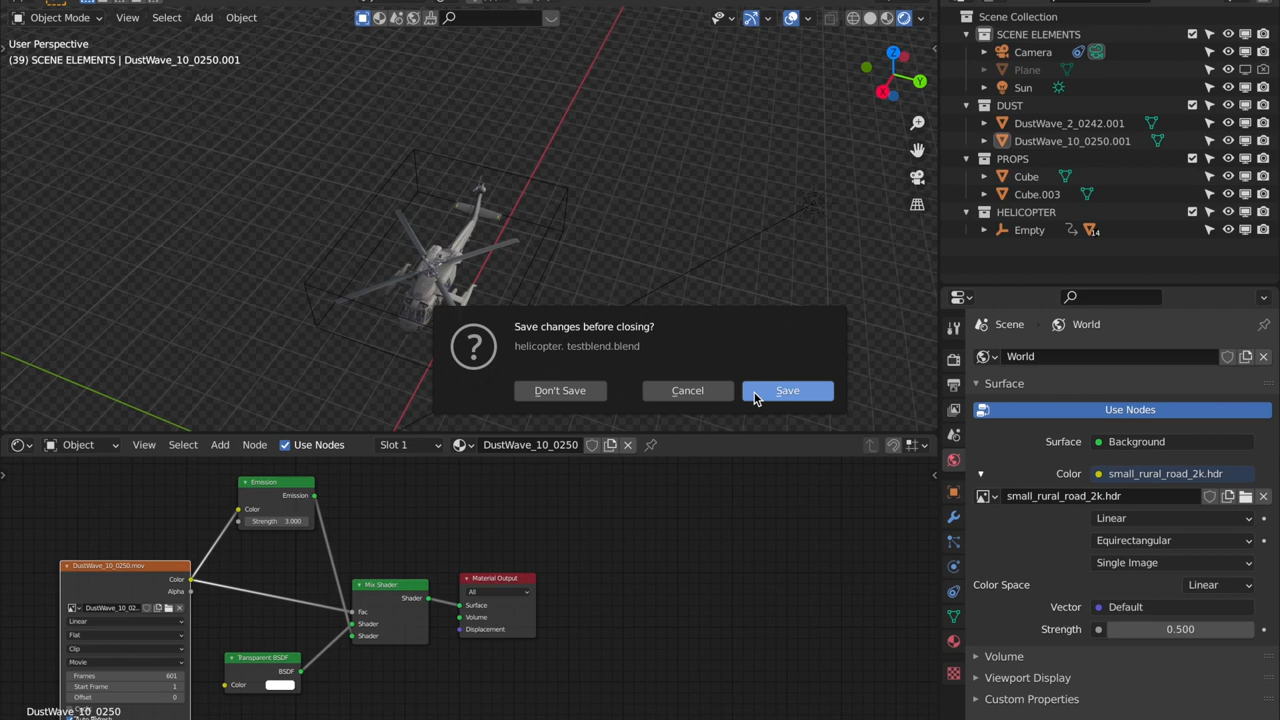 Object Mode View Select Add Object
User Perspective
(39) SCENE ELEMENTS | DustWave_10_0250.001
Z
Y
X
Scene Collection
SCENE ELEMENTS
Camera
Plane
Sun
DUST
DustWave_2_0242.001
DustWave_10_0250.001
PROPS
Cube
Cube.003
HELICOPTER
Empty 14
Save changes before closing?
helicopter. testblend.blend
Don't Save Cancel Save
Scene World
World
Surface
Use Nodes
Surface Background
Color small_rural_road_2k.hdr
small_rural_road_2k.hdr
Linear
Equirectangular
Single Image
Color Space Linear
Vector Default
Strength 0.500
Volume
Viewport Display
Custom Properties
Object View Select Add Node Use Nodes Slot 1 DustWave_10_0250
Emission
Emission
Color
Strength 3.000
DustWave_10_0250.mov
Color
Alpha
DustWave_10_02..
Linear
Flat
Clip
Movie
Frames 601
Start Frame 1
Offset 0
Mix Shader
Shader
Fac
Shader
Shader
Material Output
All
Surface
Volume
Displacement
Transparent BSDF
BSDF
Color
DustWave_10_0250